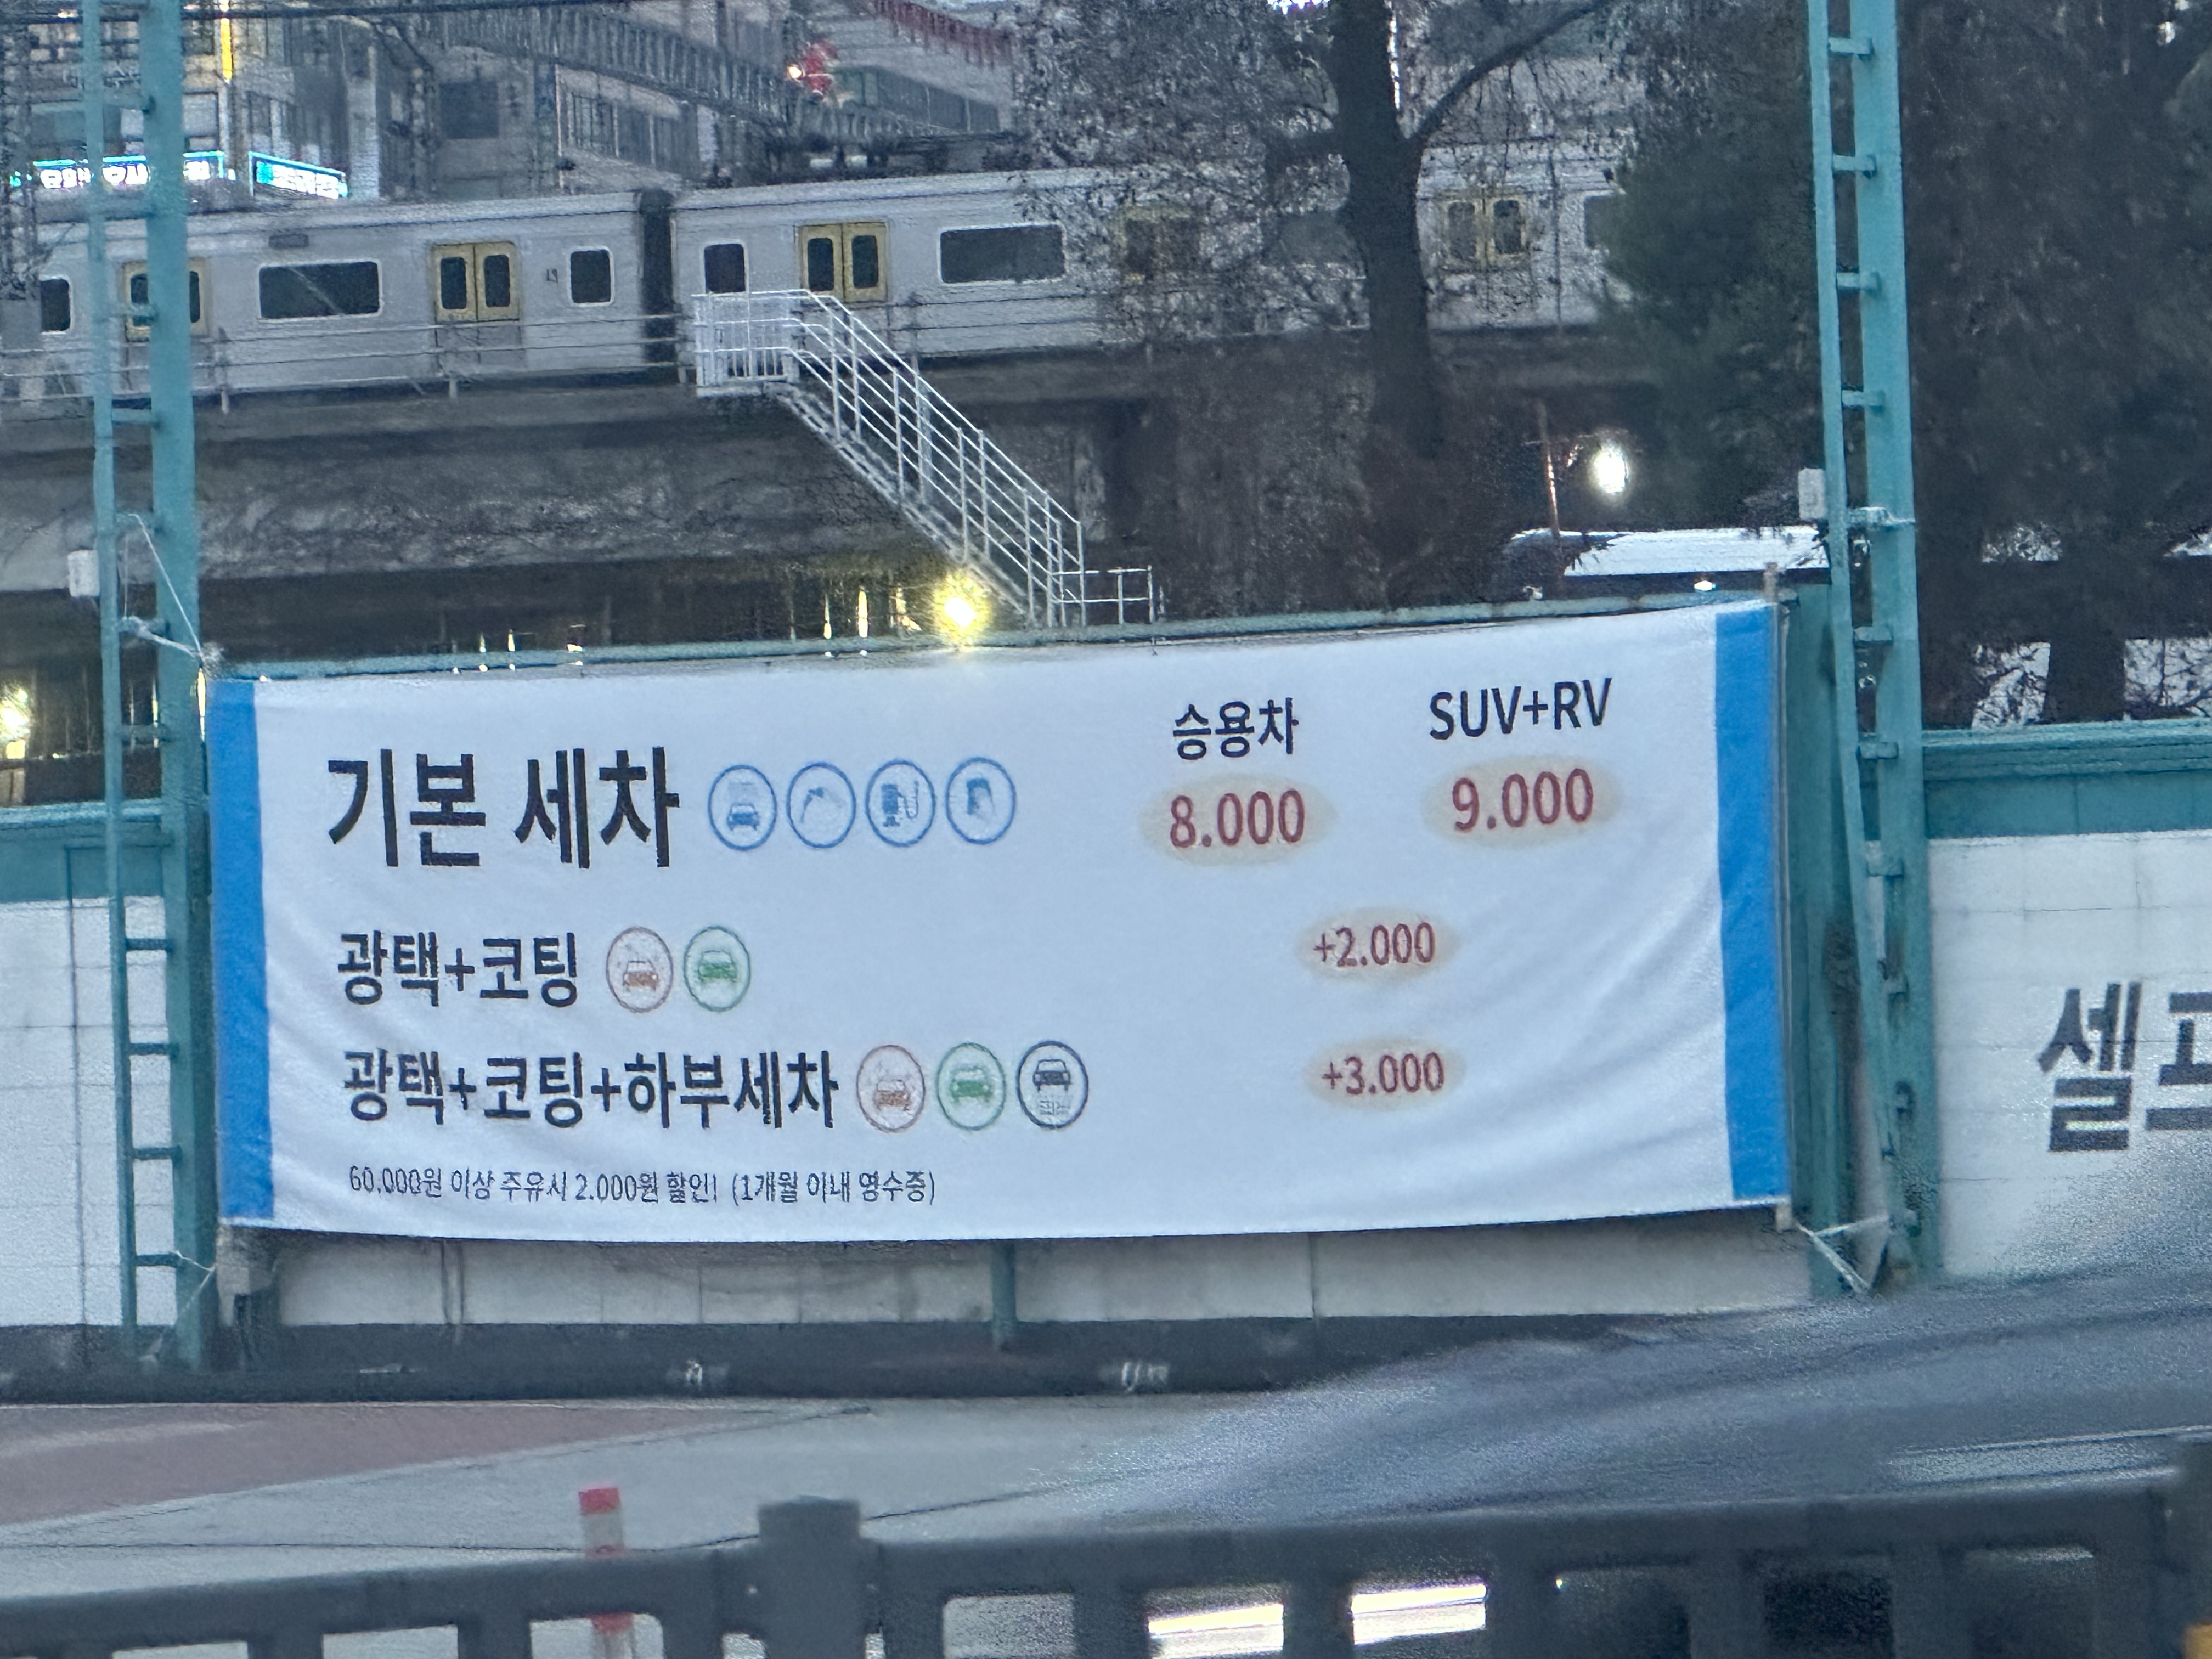 승용차 SUV+RV
기본 세차 8.000 9.000
광택+코팅 +2.000
광택+코팅+하부세차 +3.000
60.000원 이상 주유시 2.000원 할인! (1개월 이내 영수증)
셀프